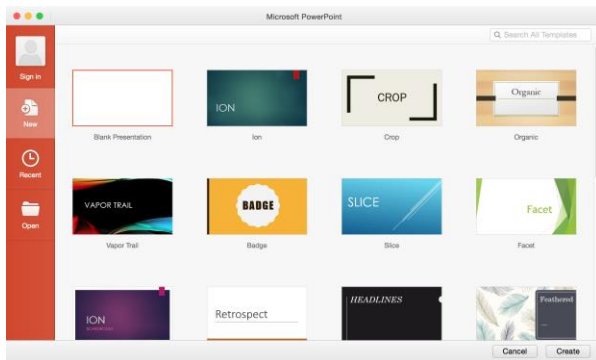 Microsoft PowerPoint
Search All Templates
Sign in
New
Recent
Open
Blank Presentation
ION
Ion
CROP
Crop
Organic
Organic
VAPOR TRAIL
Vapor Trail
BADGE
Badge
SLICE
Slice
Facet
Facet
ION
Retrospect
HEADLINES
Feathered
Cancel
Create